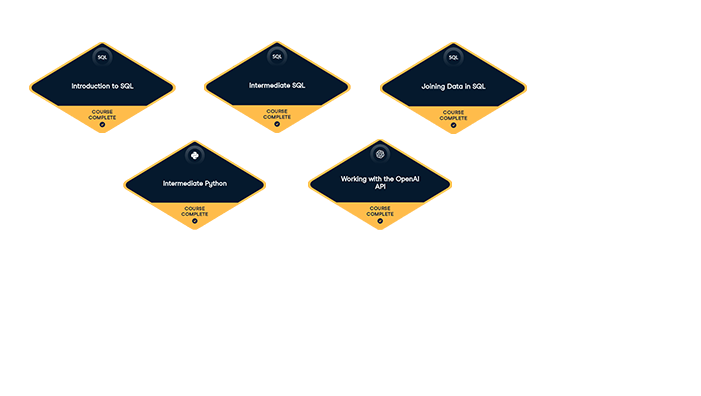 SQL
Introduction to SQL
COURSE
COMPLETE
SQL
Intermediate SQL
COURSE
COMPLETE
SQL
Joining Data in SQL
COURSE
COMPLETE
Intermediate Python
COURSE
COMPLETE
Working with the OpenAI
API
COURSE
COMPLETE